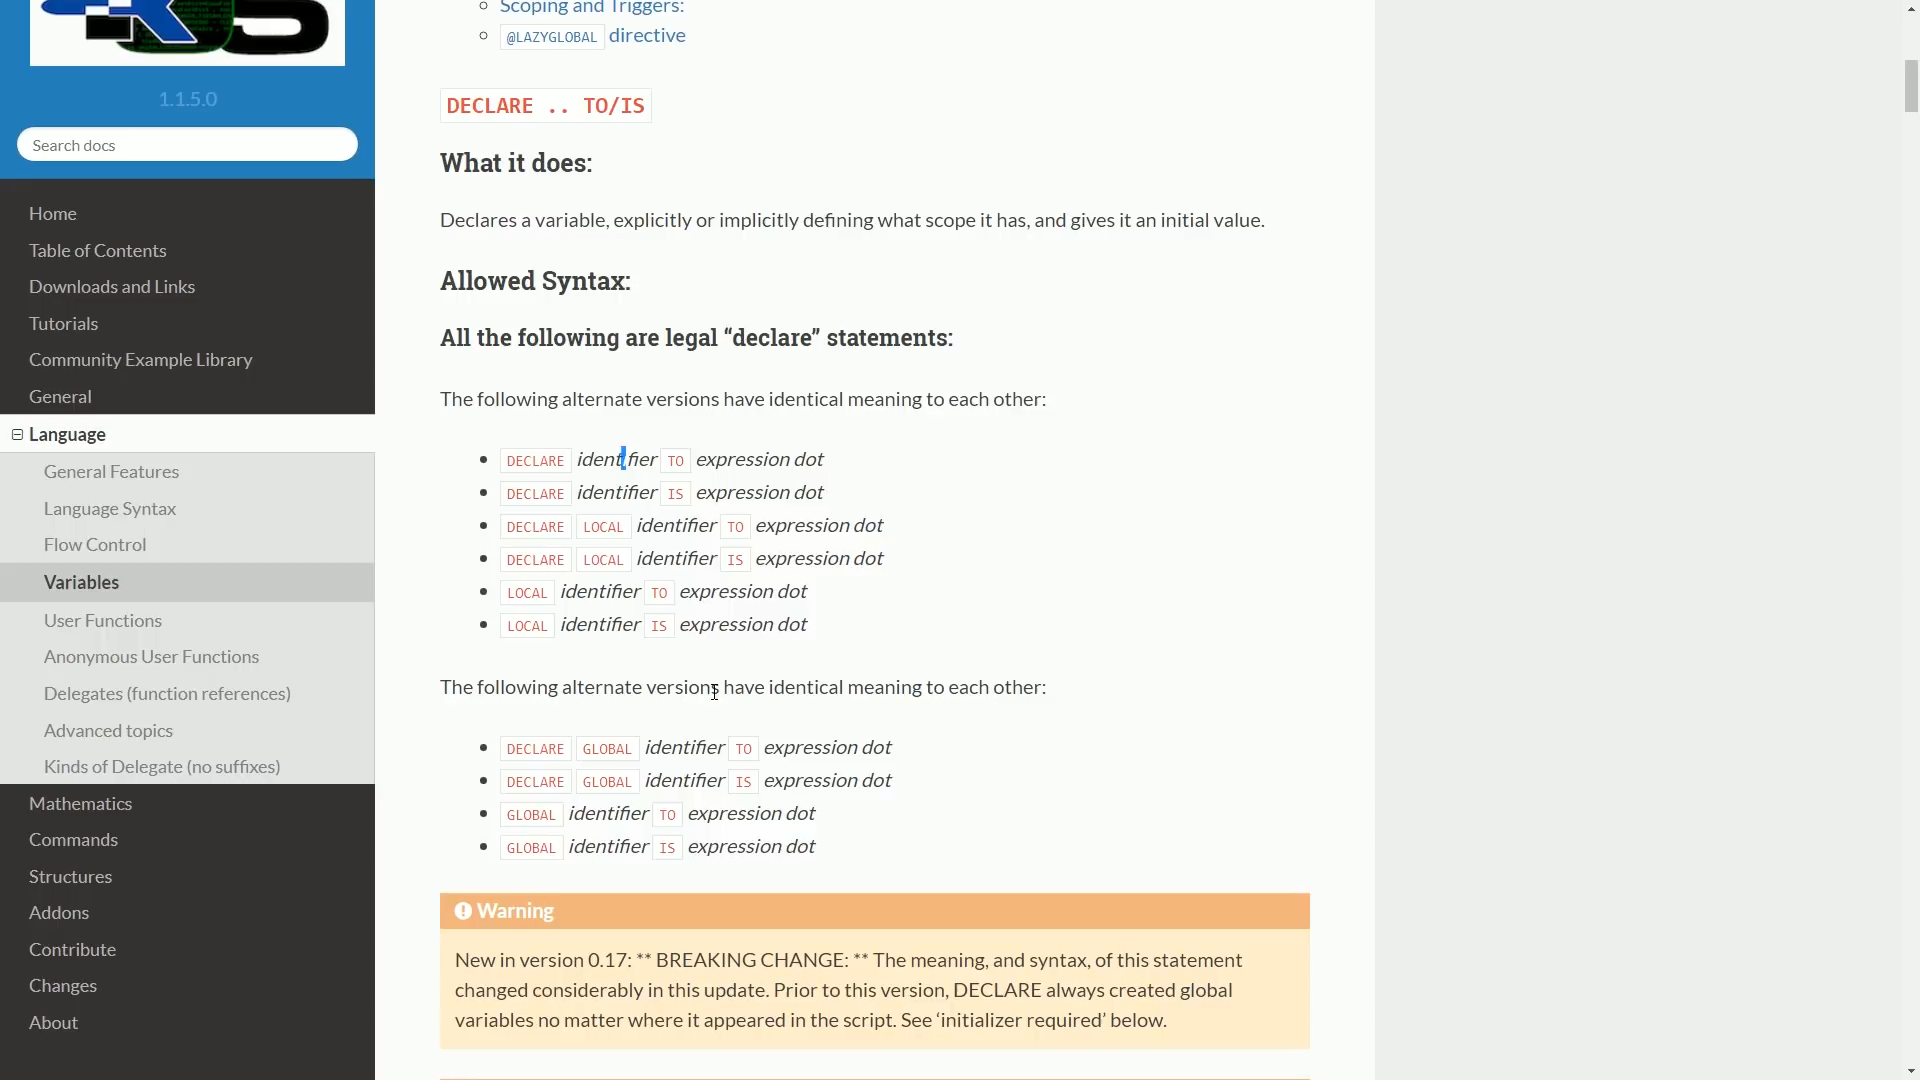 Scoping and Triggers:
@LAZYGLOBAL directive
1.1.5.0
Search docs
Home
Table of Contents
Downloads and Links
Tutorials
Community Example Library
General
Language
General Features
Language Syntax
Flow Control
Variables
User Functions
Anonymous User Functions
Delegates (function references)
Advanced topics
Kinds of Delegate (no suffixes)
Mathematics
Commands
Structures
Addons
Contribute
Changes
About
DECLARE .. TO/IS
What it does:
Declares a variable, explicitly or implicitly defining what scope it has, and gives it an initial value.
Allowed Syntax:
All the following are legal “declare” statements:
The following alternate versions have identical meaning to each other:
DECLARE identifier TO expression dot
DECLARE identifier IS expression dot
DECLARE LOCAL identifier TO expression dot
DECLARE LOCAL identifier IS expression dot
LOCAL identifier TO expression dot
LOCAL identifier IS expression dot
The following alternate versions have identical meaning to each other:
DECLARE GLOBAL identifier TO expression dot
DECLARE GLOBAL identifier IS expression dot
GLOBAL identifier TO expression dot
GLOBAL identifier IS expression dot
Warning
New in version 0.17: ** BREAKING CHANGE: ** The meaning, and syntax, of this statement
changed considerably in this update. Prior to this version, DECLARE always created global
variables no matter where it appeared in the script. See ‘initializer required’ below.